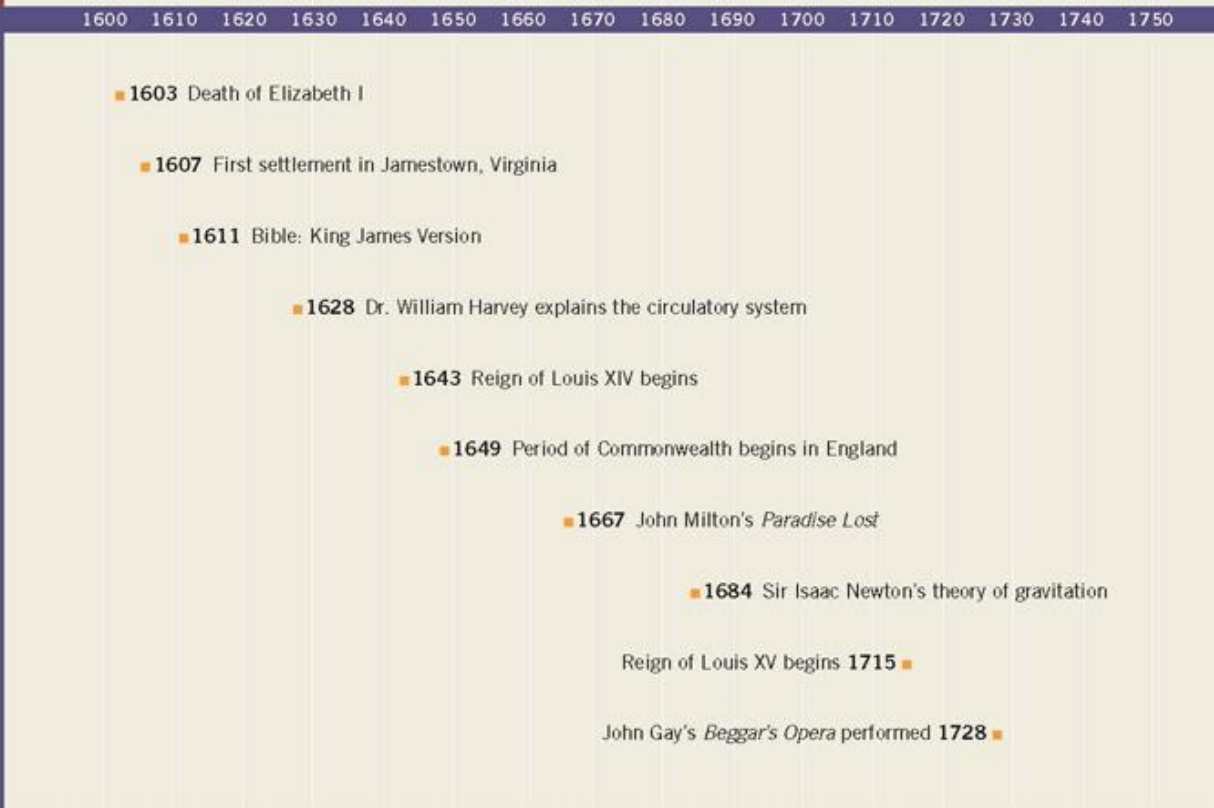 1600 1610 1620 1630 1640 1650 1660 1670 1680 1690 1700 1710 1720 1730 1740 1750
1603 Death of Elizabeth I
1607 First settlement in Jamestown, Virginia
1611 Bible: King James Version
1628 Dr. William Harvey explains the circulatory system
1643 Reign of Louis XIV begins
1649 Period of Commonwealth begins in England
1667 John Milton's Paradise Lost
1684 Sir Isaac Newton's theory of gravitation
Reign of Louis XV begins 1715
John Gay's Beggar's Opera performed 1728